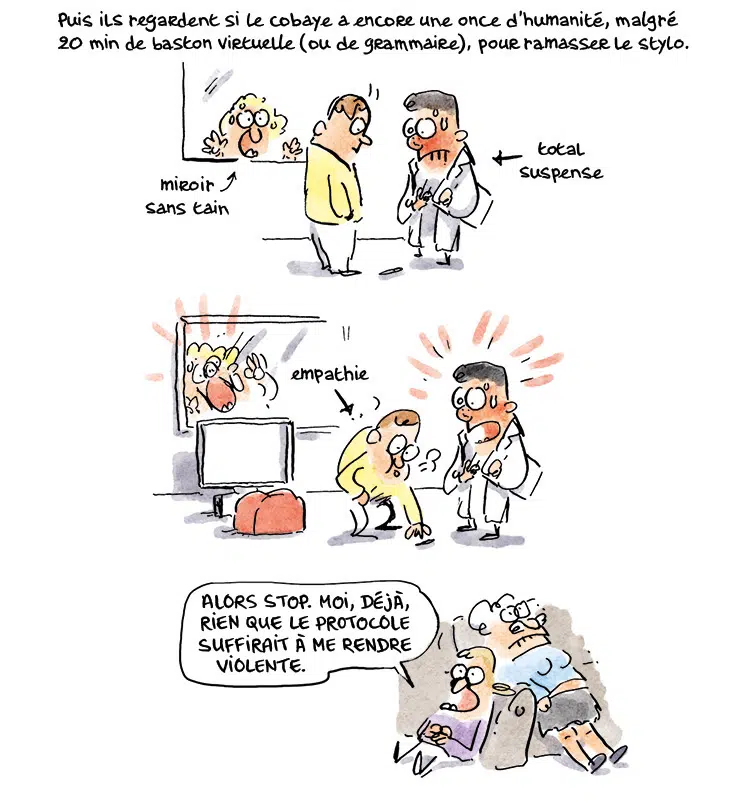 Puis ils regardent si le cobaye a encore une once d'humanité, malgré
20 min de baston virtuelle (ou de grammaire), pour ramasser le stylo.
total
suspense
miroir
sans tain
empathie
ALORS STOP. MOI, DÉJÀ,
RIEN QUE LE PROTOCOLE
SUFFIRAIT À ME RENDRE
VIOLENTE.